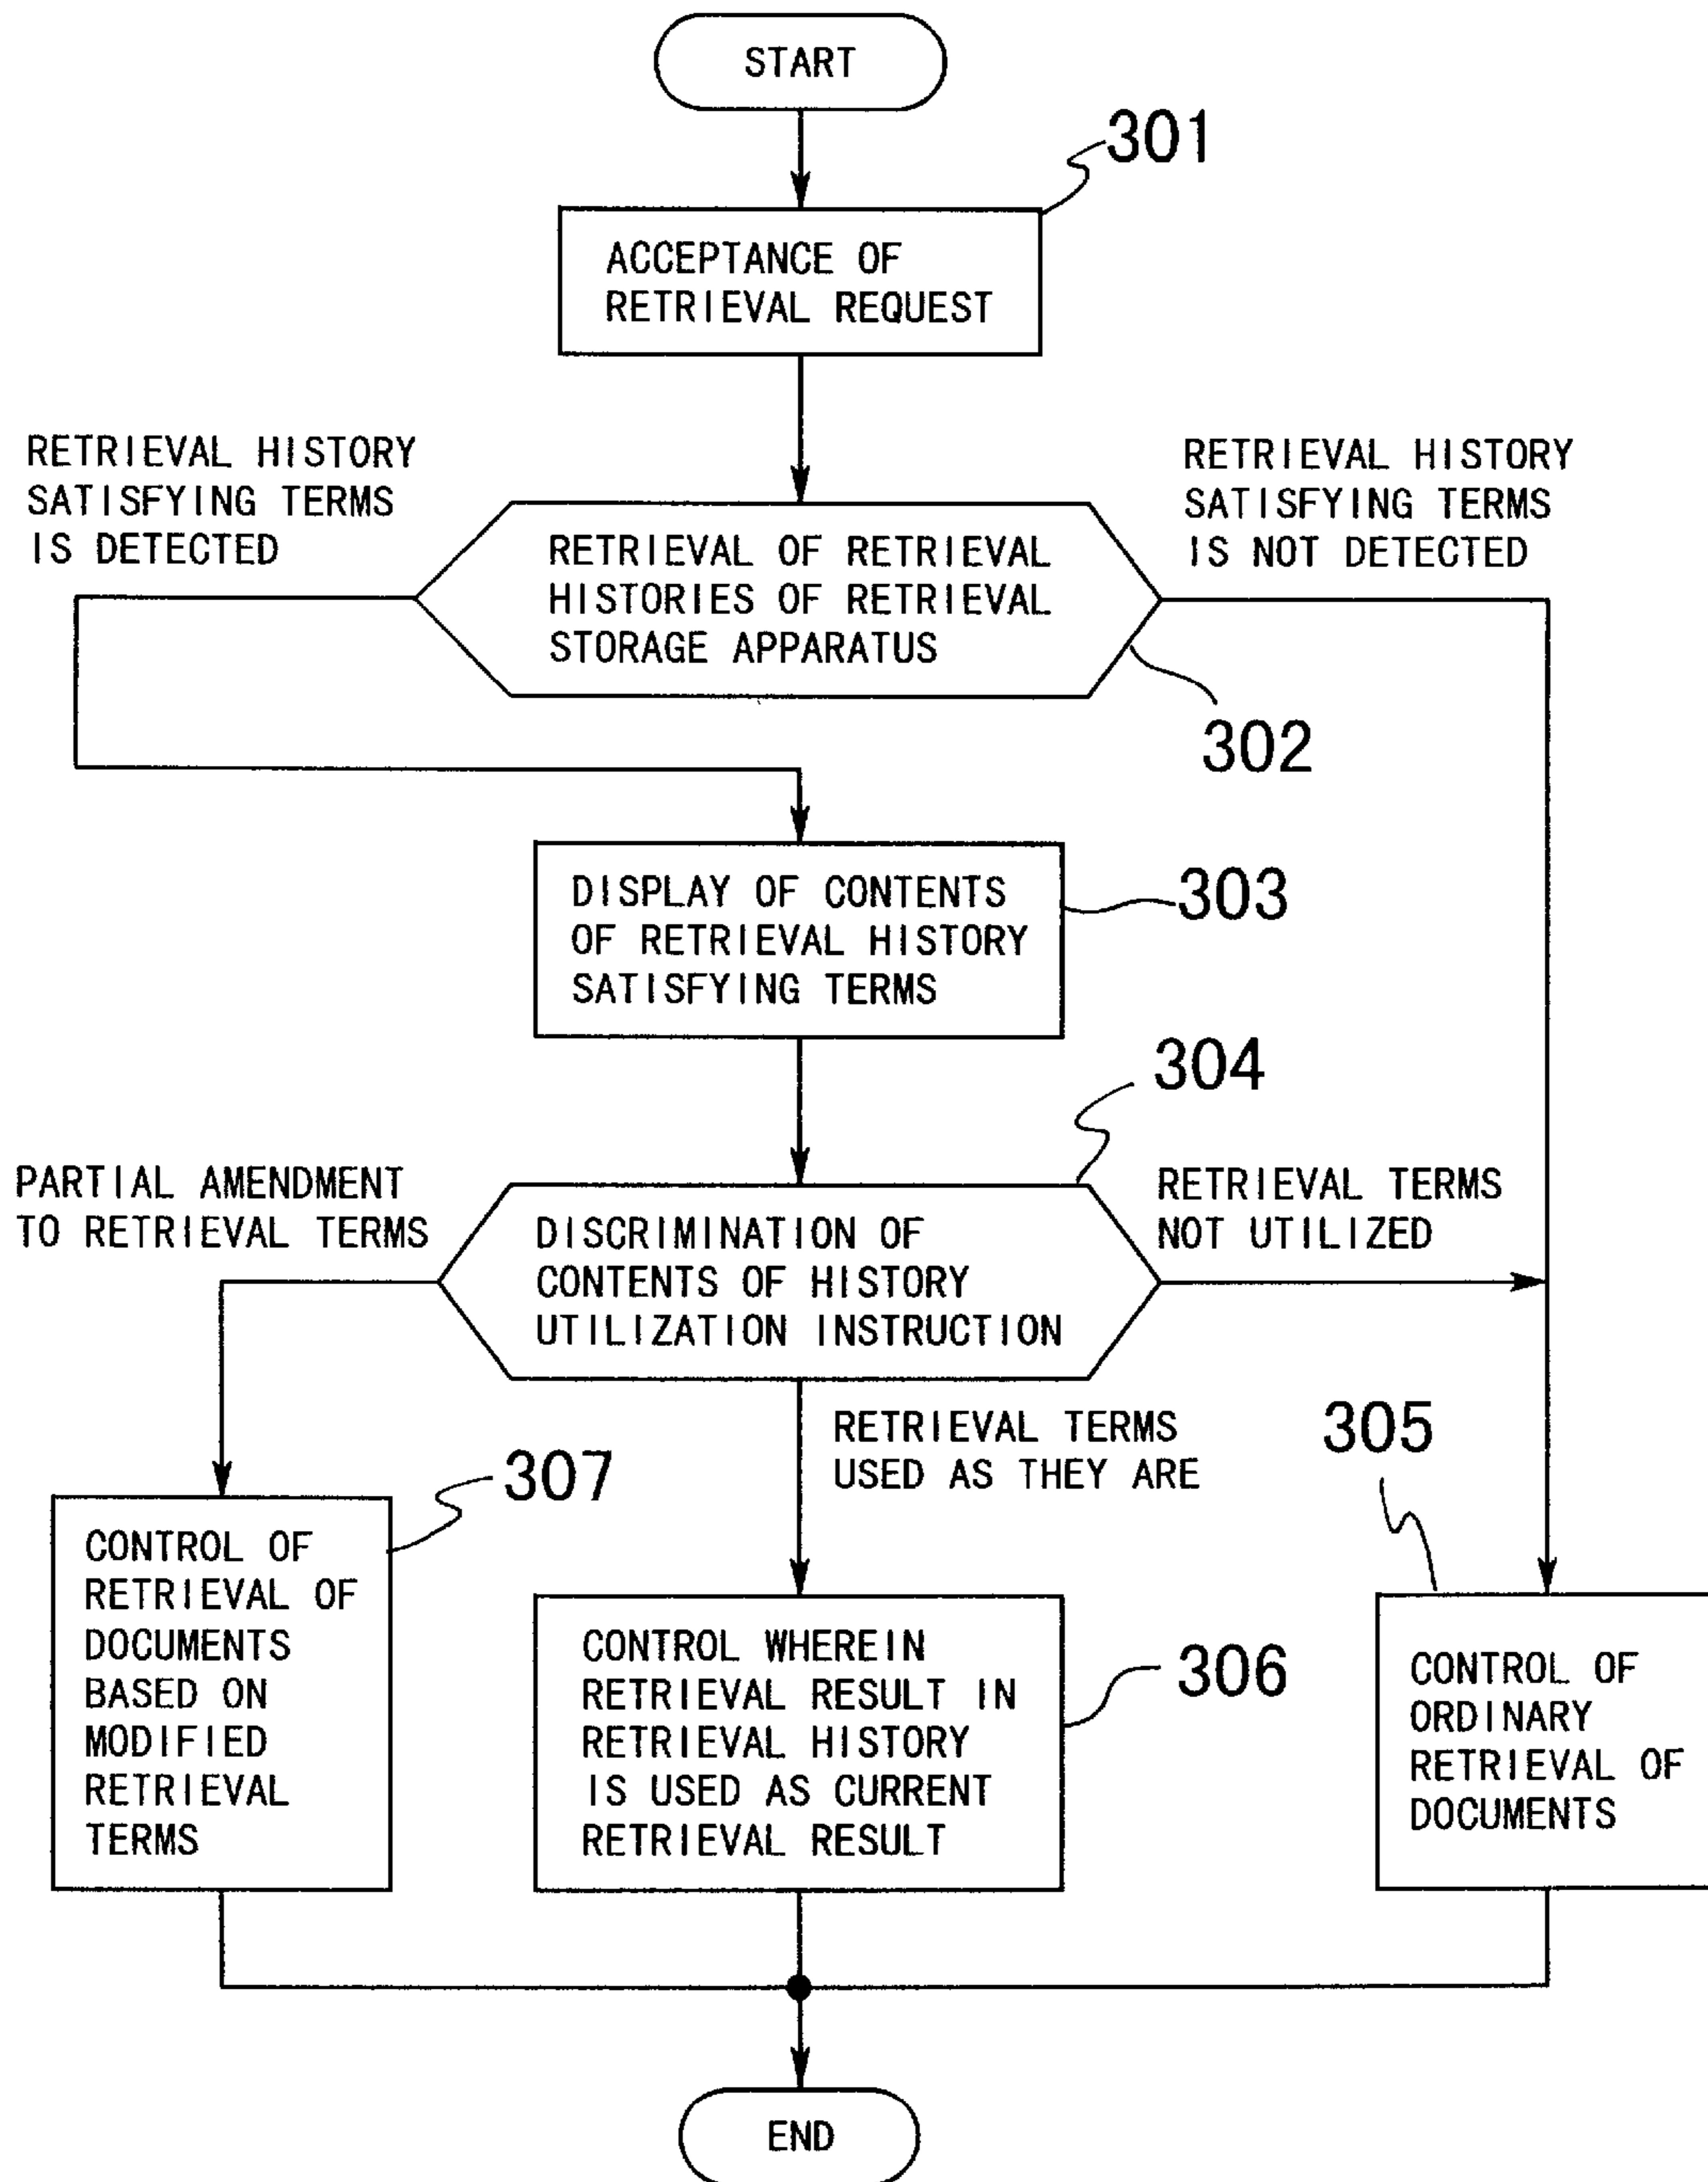 START
301
ACCEPTANCE OF
RETRIEVAL REQUEST
RETRIEVAL HISTORY
SATISFYING TERMS
IS DETECTED
RETRIEVAL HISTORY
SATISFYING TERMS
IS NOT DETECTED
RETRIEVAL OF RETRIEVAL
HISTORIES OF RETRIEVAL
STORAGE APPARATUS
302
DISPLAY OF CONTENTS
OF RETRIEVAL HISTORY
SATISFYING TERMS
303
304
PARTIAL AMENDMENT
TO RETRIEVAL TERMS
DISCRIMINATION OF
CONTENTS OF HISTORY
UTILIZATION INSTRUCTION
RETRIEVAL TERMS
NOT UTILIZED
RETRIEVAL TERMS
USED AS THEY ARE
305
307
CONTROL OF
RETRIEVAL OF
DOCUMENTS
BASED ON
MODIFIED
RETRIEVAL
TERMS
CONTROL WHEREIN
RETRIEVAL RESULT IN
RETRIEVAL HISTORY
IS USED AS CURRENT
RETRIEVAL RESULT
306
CONTROL OF
ORDINARY
RETRIEVAL OF
DOCUMENTS
END